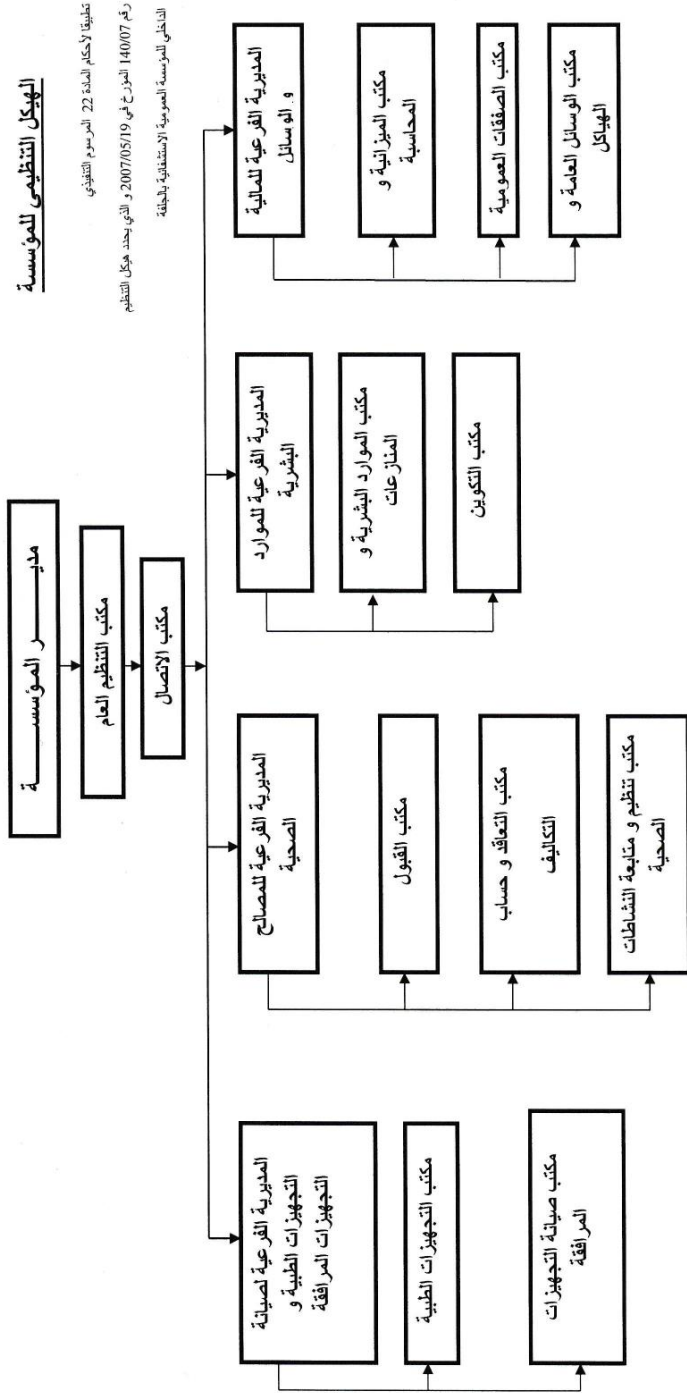 الهيكل التنظيمي للمؤسسة
تطبيقا لأحكام المادة 22 المرسوم التنفيذي
رقم 140/07 المؤرخ في 2007/05/19 و الذي يحدد هيكل التنظيم
الداخلي للمؤسسة العمومية الاستشفائية بالجلفة
مديـــــر المؤسســـــة
مكتب التنظيم العام
مكتب الاتصال
المديرية الفرعية للمالية
و الوسائل
مكتب الميزانية و
المحاسبة
مكتب الصفقات العمومية
مكتب الوسائل العامة و
الهياكل
المديرية الفرعية للموارد
البشرية
مكتب الموارد البشرية و
المنازعات
مكتب التكوين
المديرية الفرعية للمصالح
الصحية
مكتب القبول
مكتب التعاقد و حساب
التكاليف
مكتب تنظيم و متابعة النشاطات
الصحية
المديرية الفرعية لصيانة
التجهيزات الطبية و
التجهيزات المرافقة
مكتب التجهيزات الطبية
مكتب صيانة التجهيزات
المرافقة